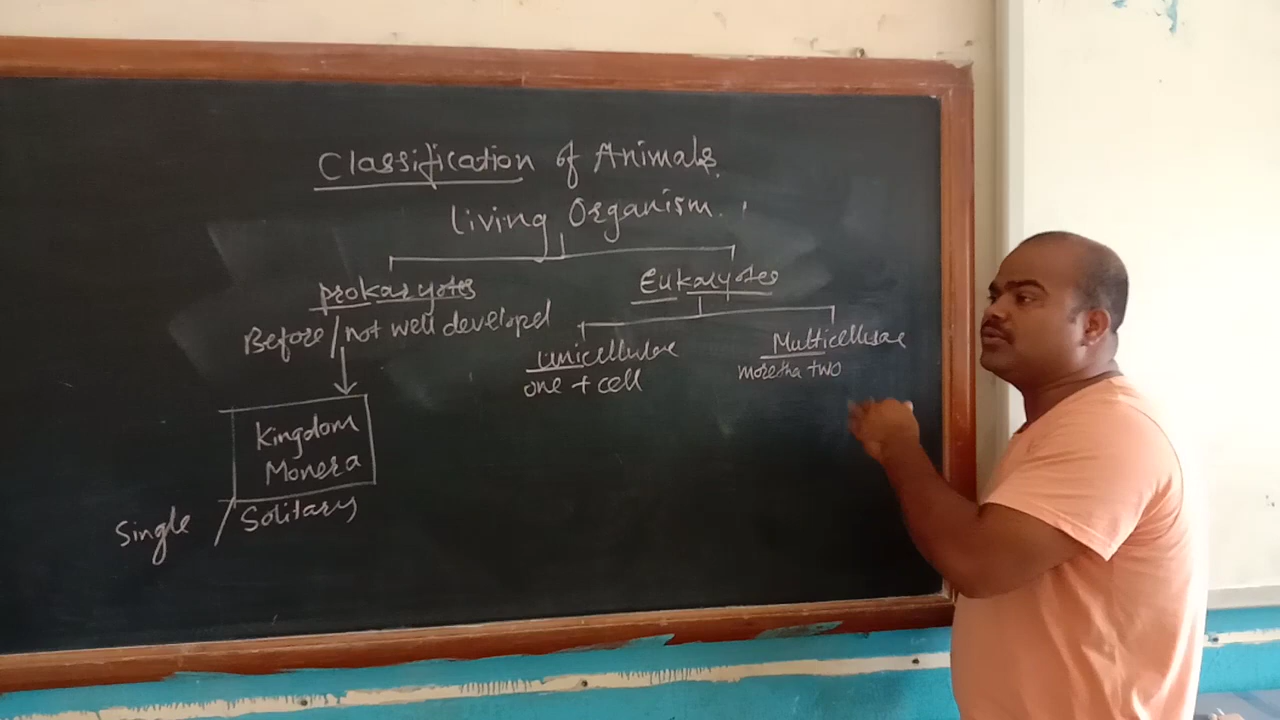 Classification of Animals.
living Organism.
prokaryotes
Eukaryotes
Before/not well developed
Unicellular
one + cell
Multicellular
moretha two
Kingdom
Monera
Single / Solitary